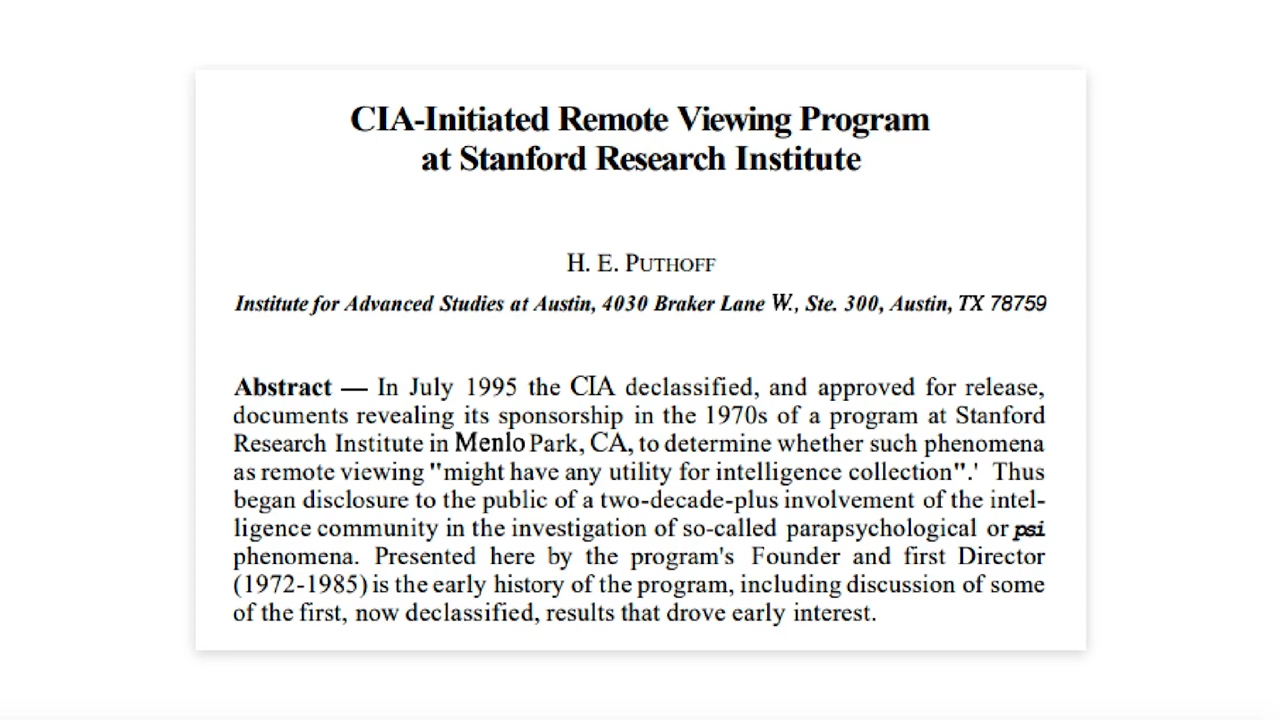 CIA-Initiated Remote Viewing Program
at Stanford Research Institute
H. E. PUTHOFF
Institute for Advanced Studies at Austin, 4030 Braker Lane W., Ste. 300, Austin, TX 78759
Abstract — In July 1995 the CIA declassified, and approved for release,
documents revealing its sponsorship in the 1970s of a program at Stanford
Research Institute in Menlo Park, CA, to determine whether such phenomena
as remote viewing "might have any utility for intelligence collection".' Thus
began disclosure to the public of a two-decade-plus involvement of the intel-
ligence community in the investigation of so-called parapsychological or psi
phenomena. Presented here by the program's Founder and first Director
(1972-1985) is the early history of the program, including discussion of some
of the first, now declassified, results that drove early interest.